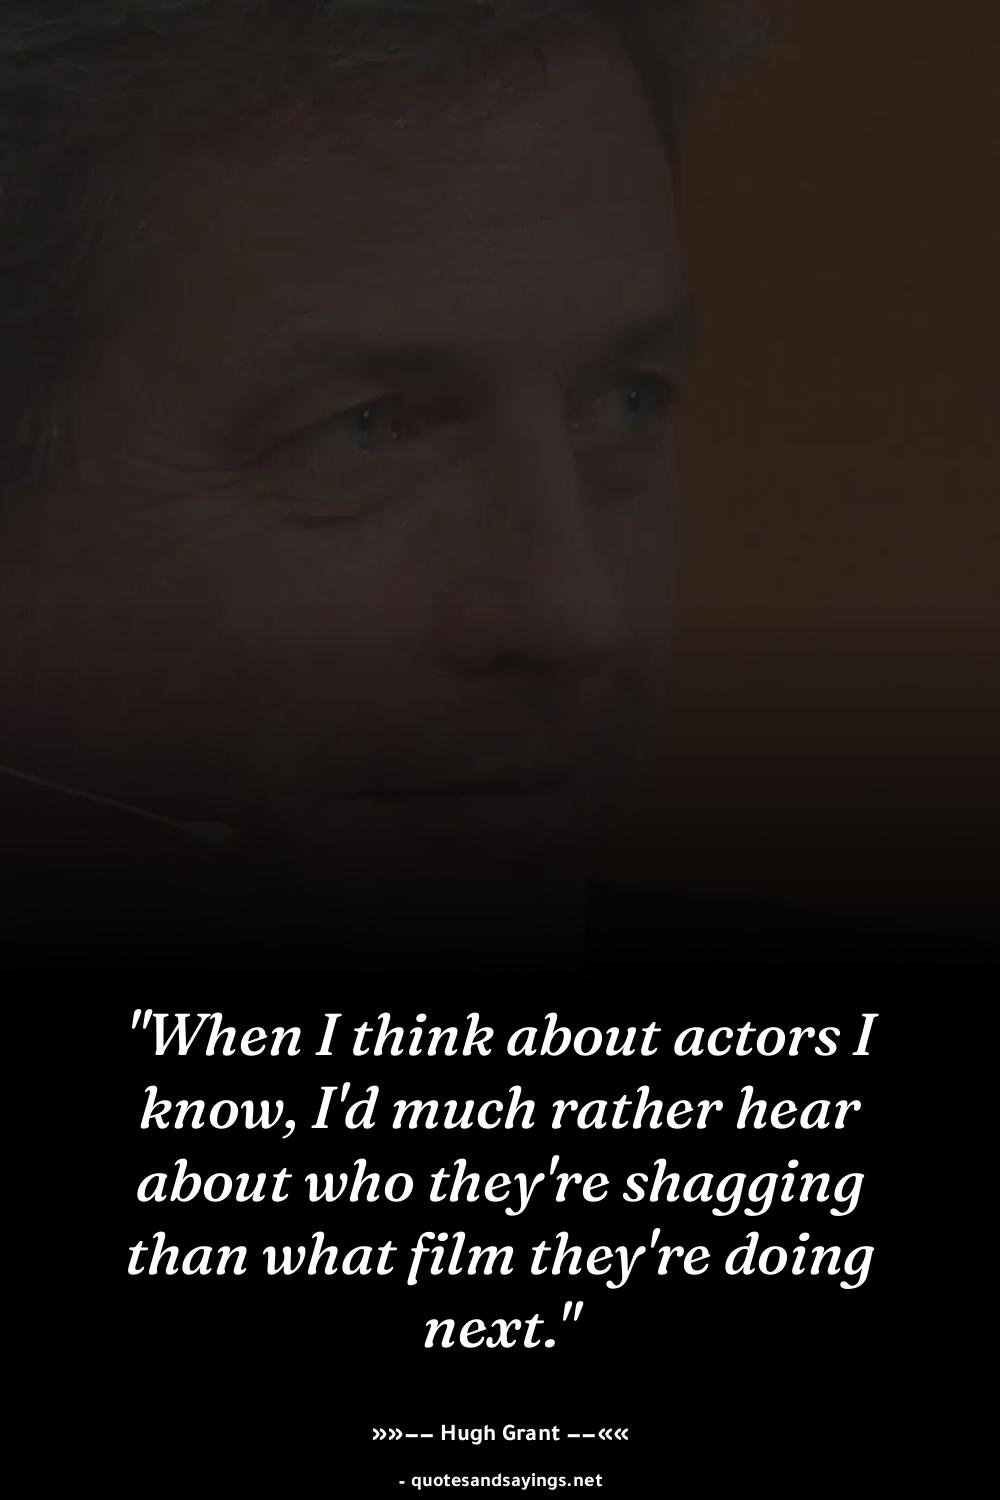 "When I think about actors I
know, I'd much rather hear
about who they're shagging
than what film they're doing
next."
»»−− Hugh Grant −−««
- quotesandsayings.net